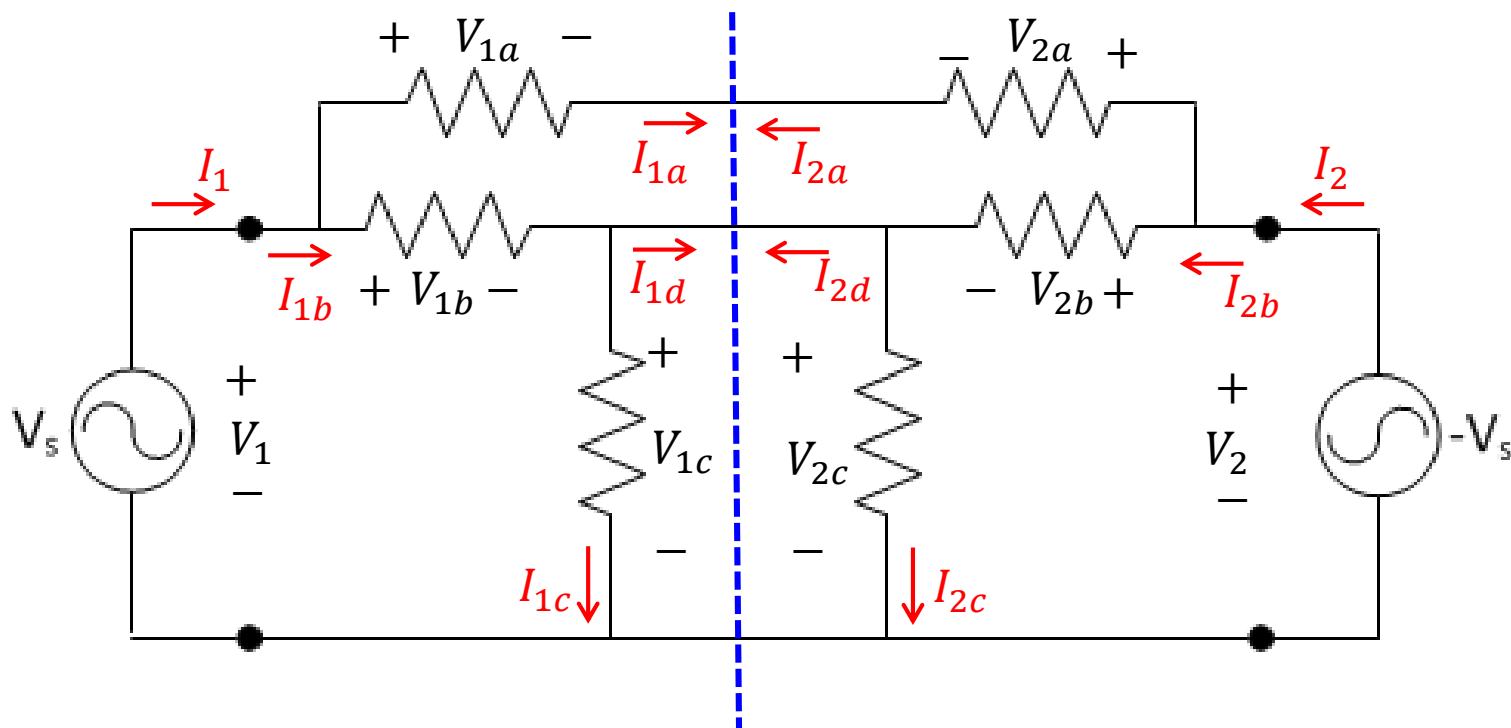 + V1a − − V2a +
I1 I1a I2a I2
I1b + V1b − I1d I2d − V2b + I2b
Vs + V1 − + V1c − + V2c − + V2 − -Vs
I1c I2c